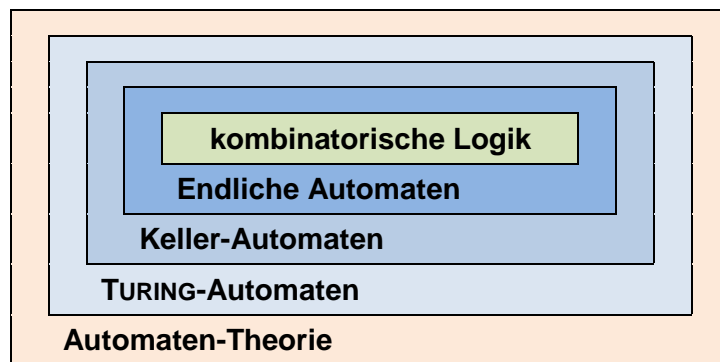 kombinatorische Logik
Endliche Automaten
Keller-Automaten
TURING-Automaten
Automaten-Theorie